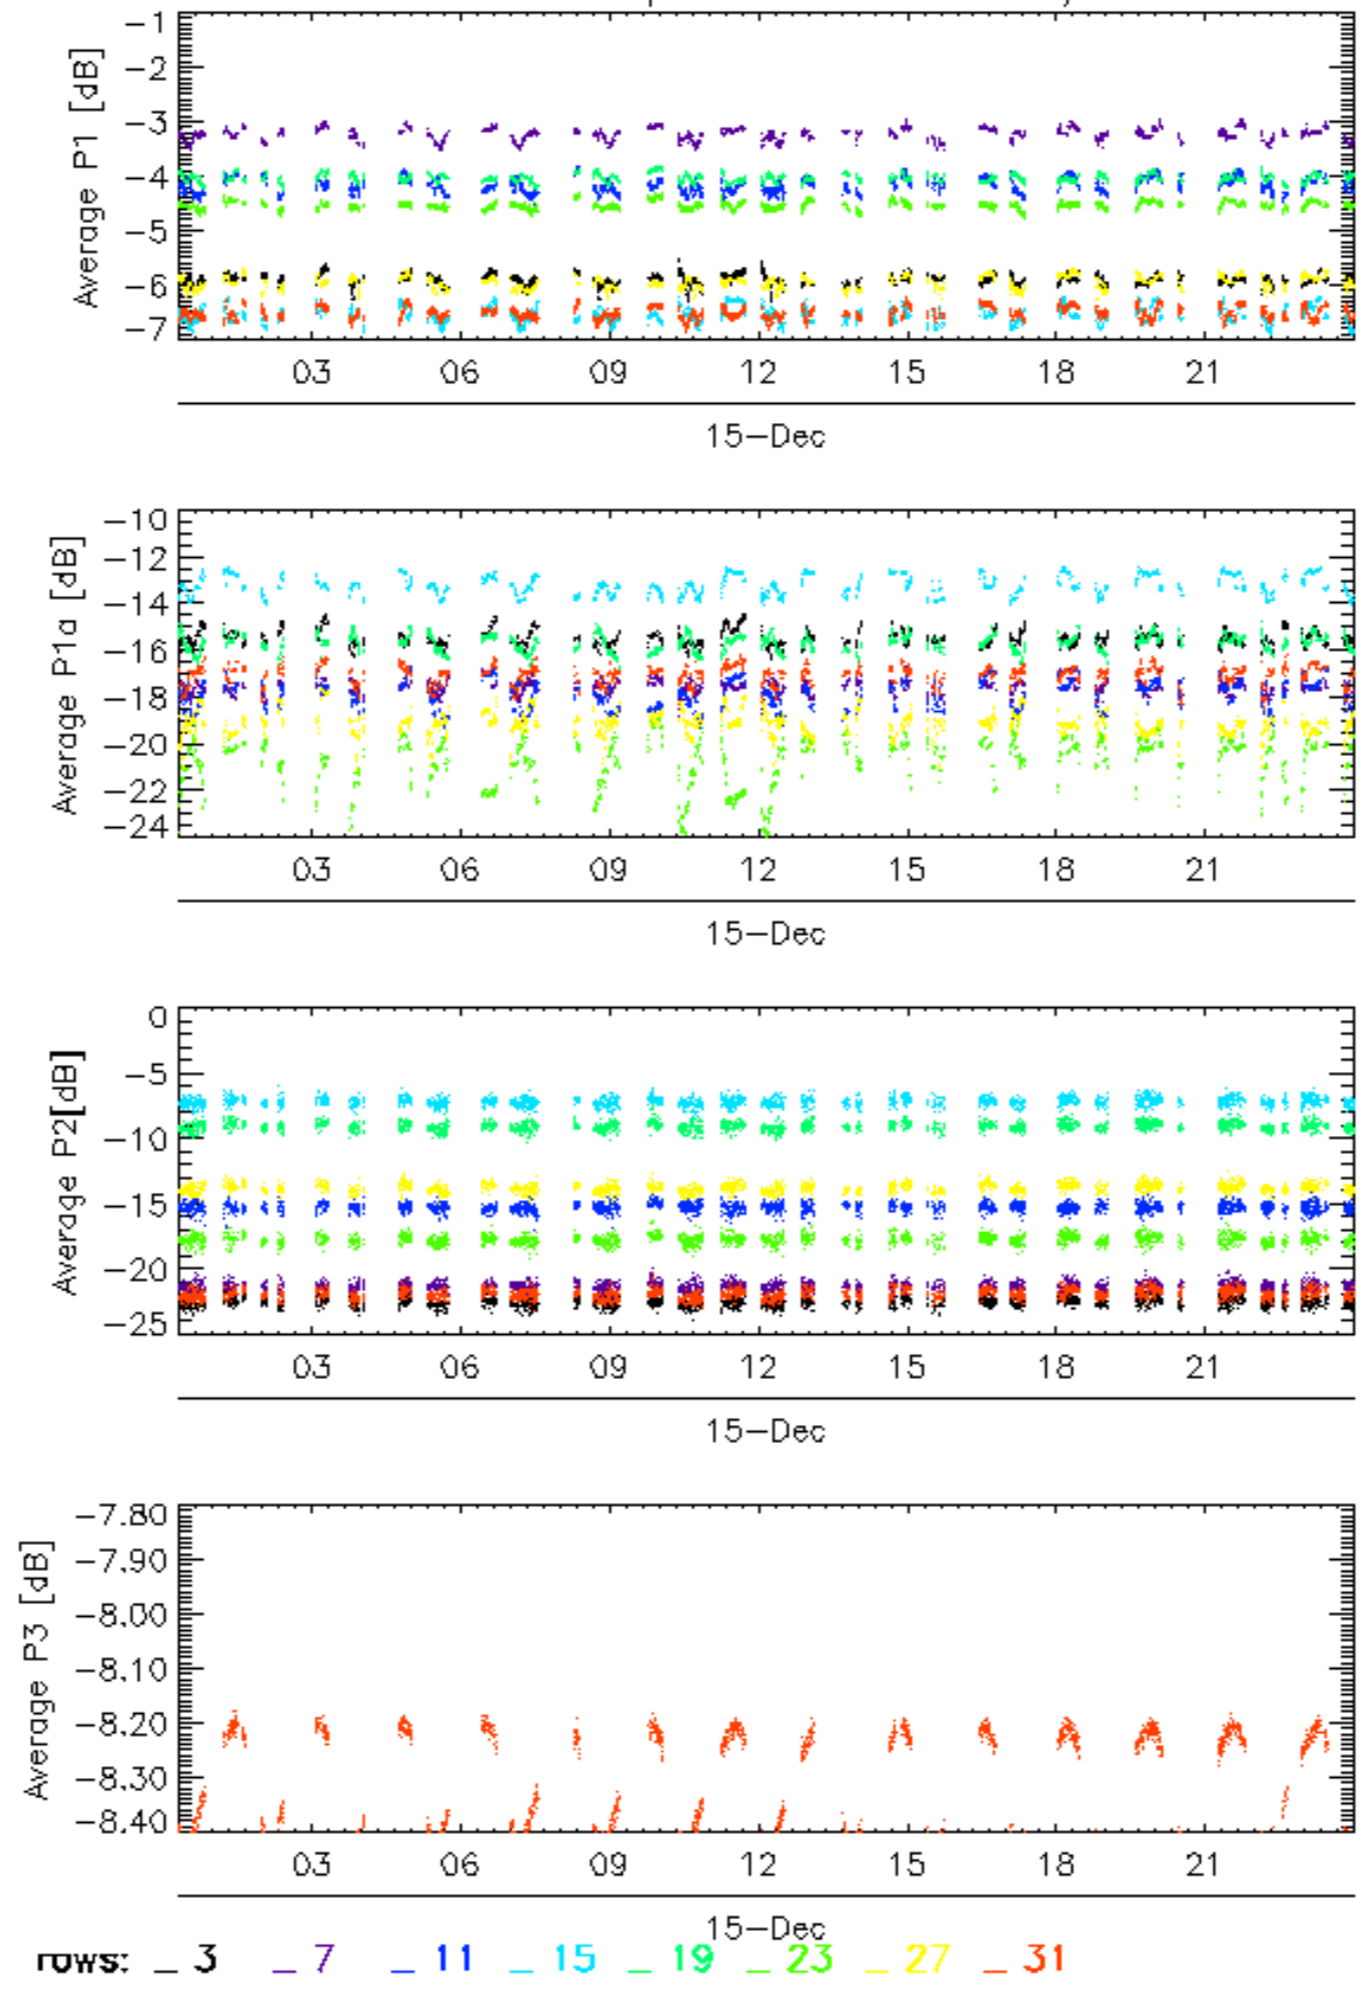 Average P1 [dB]
-1
-2
-3
-4
-5
-6
-7
03 06 09 12 15 18 21
15-Dec
Average P1a [dB]
-10
-12
-14
-16
-18
-20
-22
-24
03 06 09 12 15 18 21
15-Dec
Average P2[dB]
0
-5
-10
-15
-20
-25
03 06 09 12 15 18 21
15-Dec
Average P3 [dB]
-7.80
-7.90
-8.00
-8.10
-8.20
-8.30
-8.40
03 06 09 12 15 18 21
15-Dec
rows: _ 3 _ 7 _ 11 _ 15 _ 19 _ 23 _ 27 _ 31